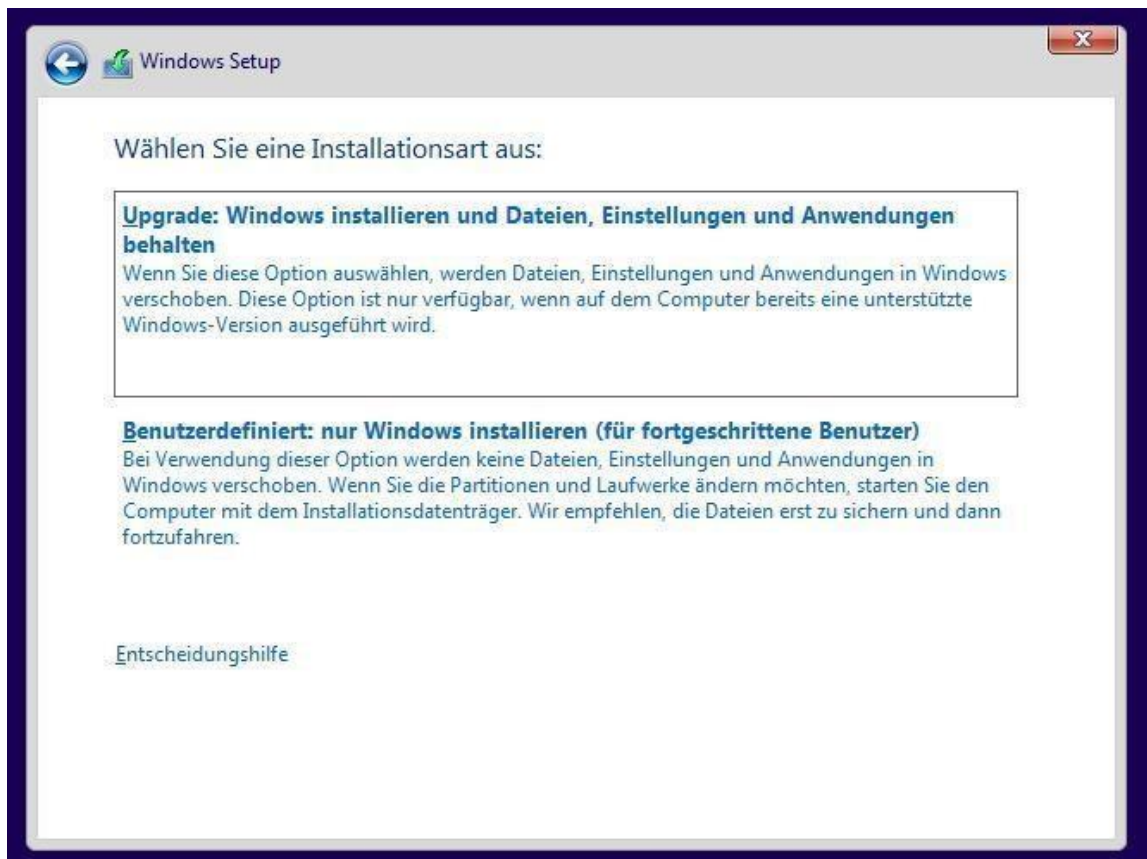 Windows Setup
Wählen Sie eine Installationsart aus:
Upgrade: Windows installieren und Dateien, Einstellungen und Anwendungen
behalten
Wenn Sie diese Option auswählen, werden Dateien, Einstellungen und Anwendungen in Windows
verschoben. Diese Option ist nur verfügbar, wenn auf dem Computer bereits eine unterstützte
Windows-Version ausgeführt wird.
Benutzerdefiniert: nur Windows installieren (für fortgeschrittene Benutzer)
Bei Verwendung dieser Option werden keine Dateien, Einstellungen und Anwendungen in
Windows verschoben. Wenn Sie die Partitionen und Laufwerke ändern möchten, starten Sie den
Computer mit dem Installationsdatenträger. Wir empfehlen, die Dateien erst zu sichern und dann
fortzufahren.
Entscheidungshilfe